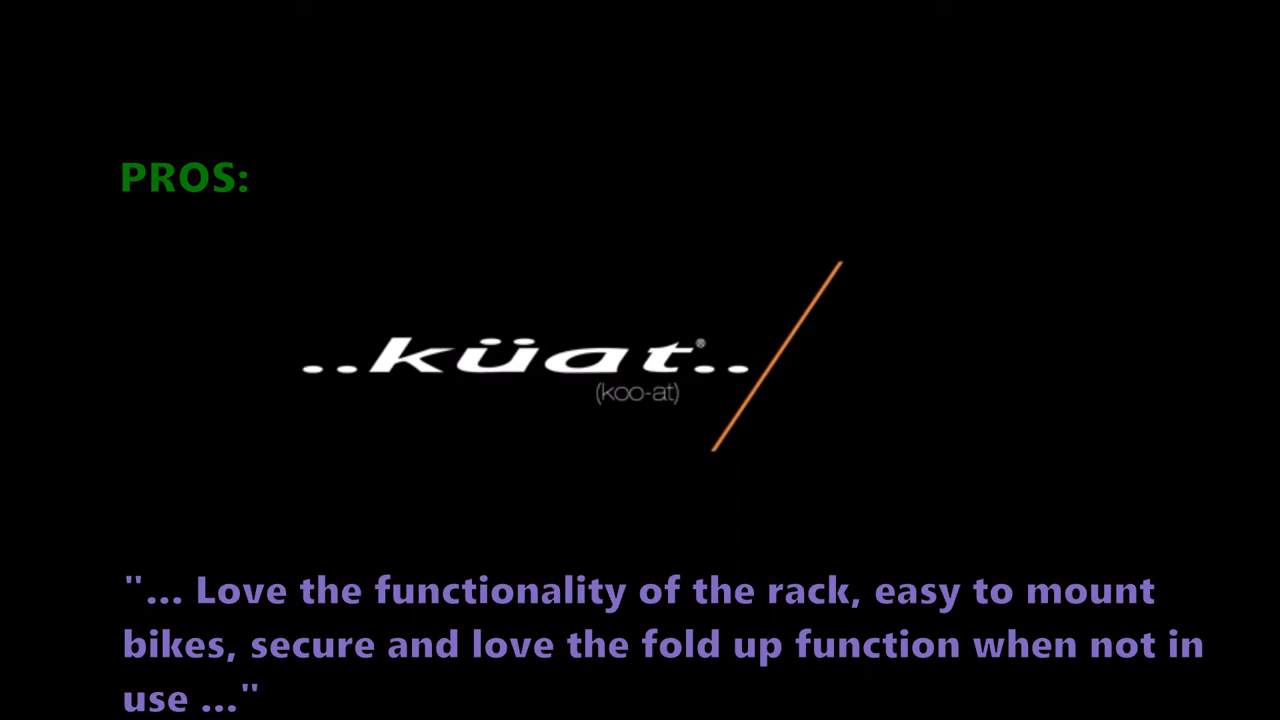 PROS:
..küat®..
(koo-at)
"... Love the functionality of the rack, easy to mount
bikes, secure and love the fold up function when not in
use ..."